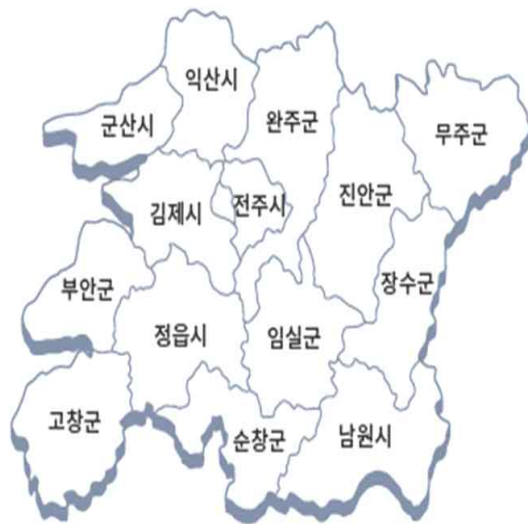 익산시
군산시
완주군
무주군
김제시
전주시
진안군
부안군
장수군
정읍시
임실군
고창군
순창군
남원시